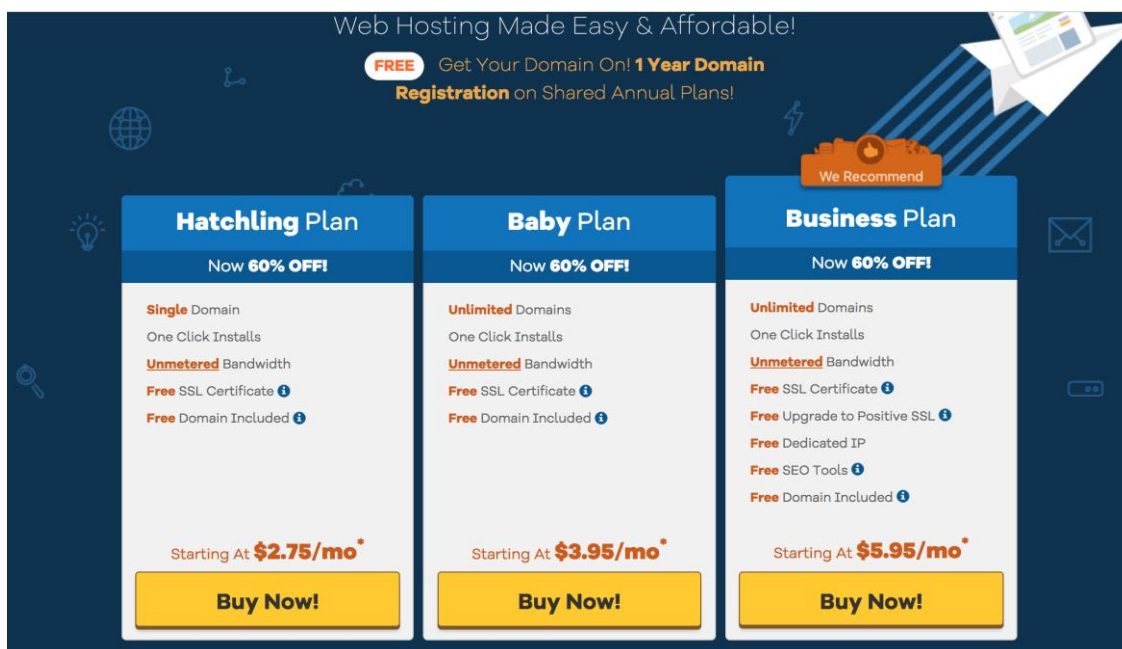 Web Hosting Made Easy & Affordable!
FREE Get Your Domain On! 1 Year Domain
Registration on Shared Annual Plans!
Hatchling Plan
Now 60% OFF!
Single Domain
One Click Installs
Unmetered Bandwidth
Free SSL Certificate
Free Domain Included
Starting At $2.75/mo*
Buy Now!
Baby Plan
Now 60% OFF!
Unlimited Domains
One Click Installs
Unmetered Bandwidth
Free SSL Certificate
Free Domain Included
Starting At $3.95/mo*
Buy Now!
We Recommend
Business Plan
Now 60% OFF!
Unlimited Domains
One Click Installs
Unmetered Bandwidth
Free SSL Certificate
Free Upgrade to Positive SSL
Free Dedicated IP
Free SEO Tools
Free Domain Included
Starting At $5.95/mo*
Buy Now!